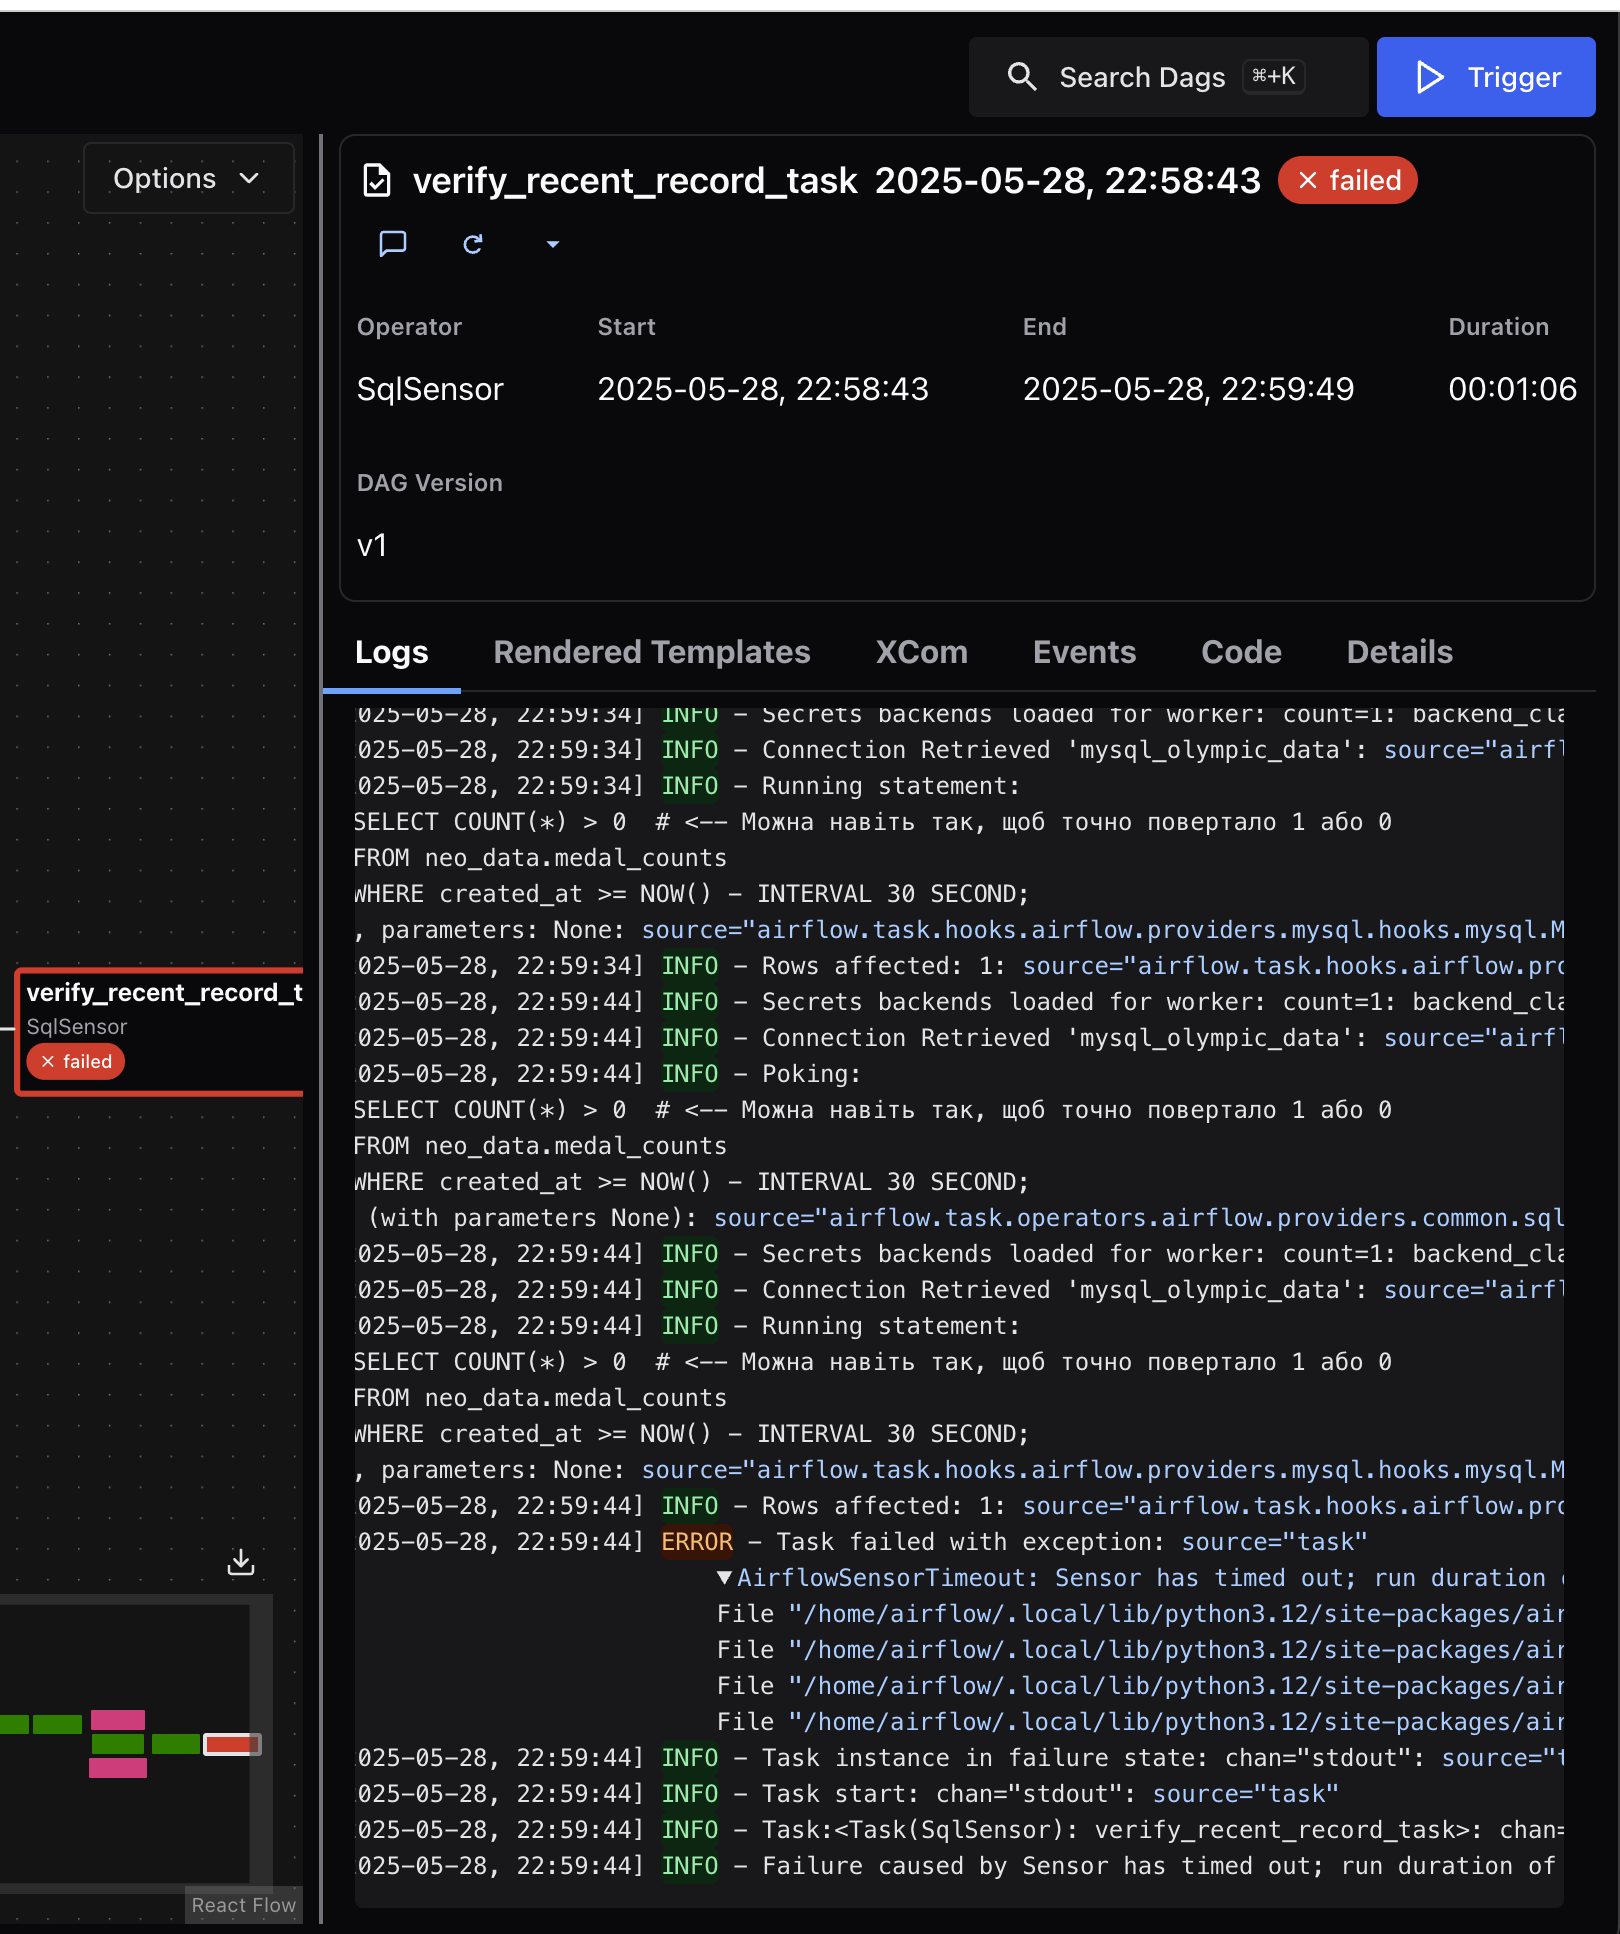 Search Dags ⌘+K
Trigger
Options
verify_recent_record_task 2025-05-28, 22:58:43 × failed
Operator Start End Duration
SqlSensor 2025-05-28, 22:58:43 2025-05-28, 22:59:49 00:01:06
DAG Version
v1
Logs Rendered Templates XCom Events Code Details
025-05-28, 22:59:34] INFO - Secrets backends loaded for worker: count=1: backend_cla
025-05-28, 22:59:34] INFO - Connection Retrieved 'mysql_olympic_data': source="airfl
025-05-28, 22:59:34] INFO - Running statement:
SELECT COUNT(*) > 0  # <-- Можна навіть так, щоб точно повертало 1 або 0
FROM neo_data.medal_counts
WHERE created_at >= NOW() - INTERVAL 30 SECOND;
, parameters: None: source="airflow.task.hooks.airflow.providers.mysql.hooks.mysql.M
025-05-28, 22:59:34] INFO - Rows affected: 1: source="airflow.task.hooks.airflow.pro
025-05-28, 22:59:44] INFO - Secrets backends loaded for worker: count=1: backend_cla
025-05-28, 22:59:44] INFO - Connection Retrieved 'mysql_olympic_data': source="airfl
025-05-28, 22:59:44] INFO - Poking:
SELECT COUNT(*) > 0  # <-- Можна навіть так, щоб точно повертало 1 або 0
FROM neo_data.medal_counts
WHERE created_at >= NOW() - INTERVAL 30 SECOND;
(with parameters None): source="airflow.task.operators.airflow.providers.common.sql
025-05-28, 22:59:44] INFO - Secrets backends loaded for worker: count=1: backend_cla
025-05-28, 22:59:44] INFO - Connection Retrieved 'mysql_olympic_data': source="airfl
025-05-28, 22:59:44] INFO - Running statement:
SELECT COUNT(*) > 0  # <-- Можна навіть так, щоб точно повертало 1 або 0
FROM neo_data.medal_counts
WHERE created_at >= NOW() - INTERVAL 30 SECOND;
, parameters: None: source="airflow.task.hooks.airflow.providers.mysql.hooks.mysql.M
025-05-28, 22:59:44] INFO - Rows affected: 1: source="airflow.task.hooks.airflow.pro
025-05-28, 22:59:44] ERROR - Task failed with exception: source="task"
▼AirflowSensorTimeout: Sensor has timed out; run duration
File "/home/airflow/.local/lib/python3.12/site-packages/air
File "/home/airflow/.local/lib/python3.12/site-packages/air
File "/home/airflow/.local/lib/python3.12/site-packages/air
File "/home/airflow/.local/lib/python3.12/site-packages/air
025-05-28, 22:59:44] INFO - Task instance in failure state: chan="stdout": source="t
025-05-28, 22:59:44] INFO - Task start: chan="stdout": source="task"
025-05-28, 22:59:44] INFO - Task:<Task(SqlSensor): verify_recent_record_task>: chan=
025-05-28, 22:59:44] INFO - Failure caused by Sensor has timed out; run duration of
verify_recent_record_t
SqlSensor
× failed
React Flow